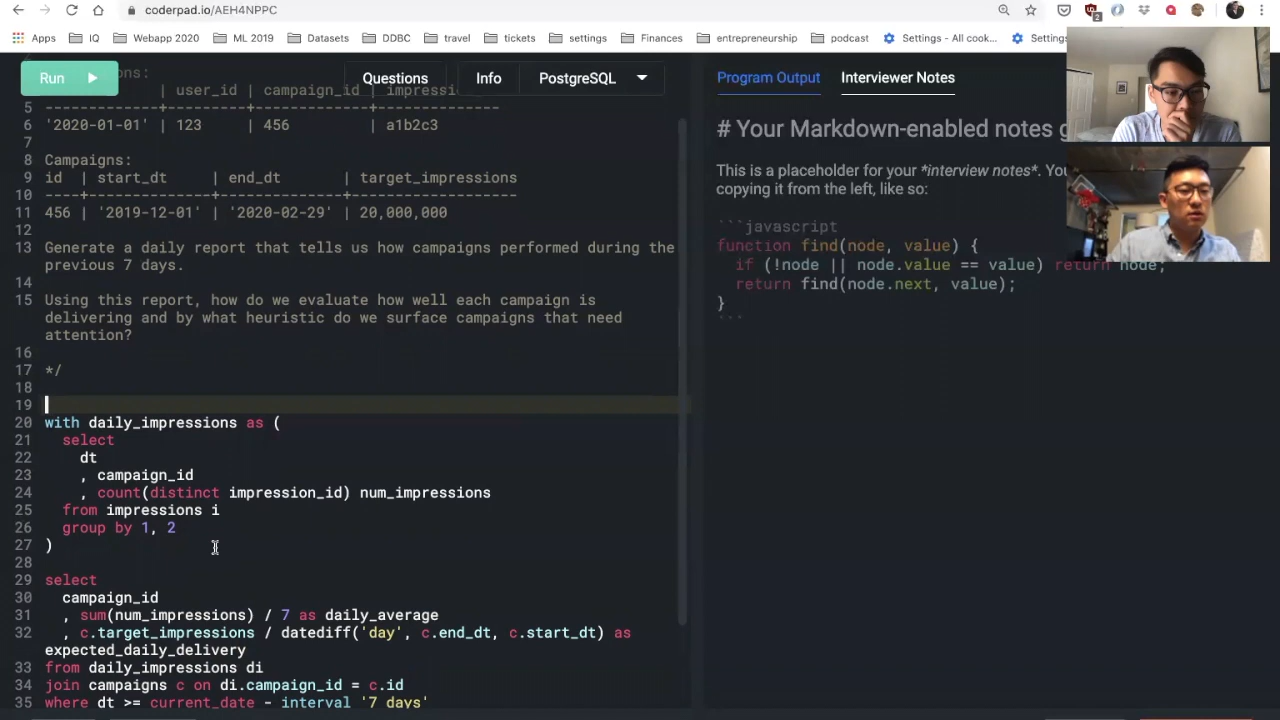 coderpad.io/AEH4NPPC
Apps IQ Webapp 2020 ML 2019 Datasets DDBC travel tickets settings Finances entrepreneurship podcast Settings - All cook... Setting
Run Questions Info PostgreSQL Program Output Interviewer Notes
ons:
| user_id | campaign_id | impressi
5 -------------+---------+-------------+--------------
6 '2020-01-01' | 123 | 456 | a1b2c3
7
8 Campaigns:
9 id | start_dt | end_dt | target_impressions
10 ----+--------------+--------------+-------------------
11 456 | '2019-12-01' | '2020-02-29' | 20,000,000
12
13 Generate a daily report that tells us how campaigns performed during the
previous 7 days.
14
15 Using this report, how do we evaluate how well each campaign is
delivering and by what heuristic do we surface campaigns that need
attention?
16
17 */
18
19
20 with daily_impressions as (
21 select
22 dt
23 , campaign_id
24 , count(distinct impression_id) num_impressions
25 from impressions i
26 group by 1, 2
27 )
28
29 select
30 campaign_id
31 , sum(num_impressions) / 7 as daily_average
32 , c.target_impressions / datediff('day', c.end_dt, c.start_dt) as
expected_daily_delivery
33 from daily_impressions di
34 join campaigns c on di.campaign_id = c.id
35 where dt >= current_date - interval '7 days'
# Your Markdown-enabled notes g
This is a placeholder for your *interview notes*. Yo
copying it from the left, like so:
```javascript
function find(node, value) {
if (!node || node.value == value) return node;
return find(node.next, value);
}
```